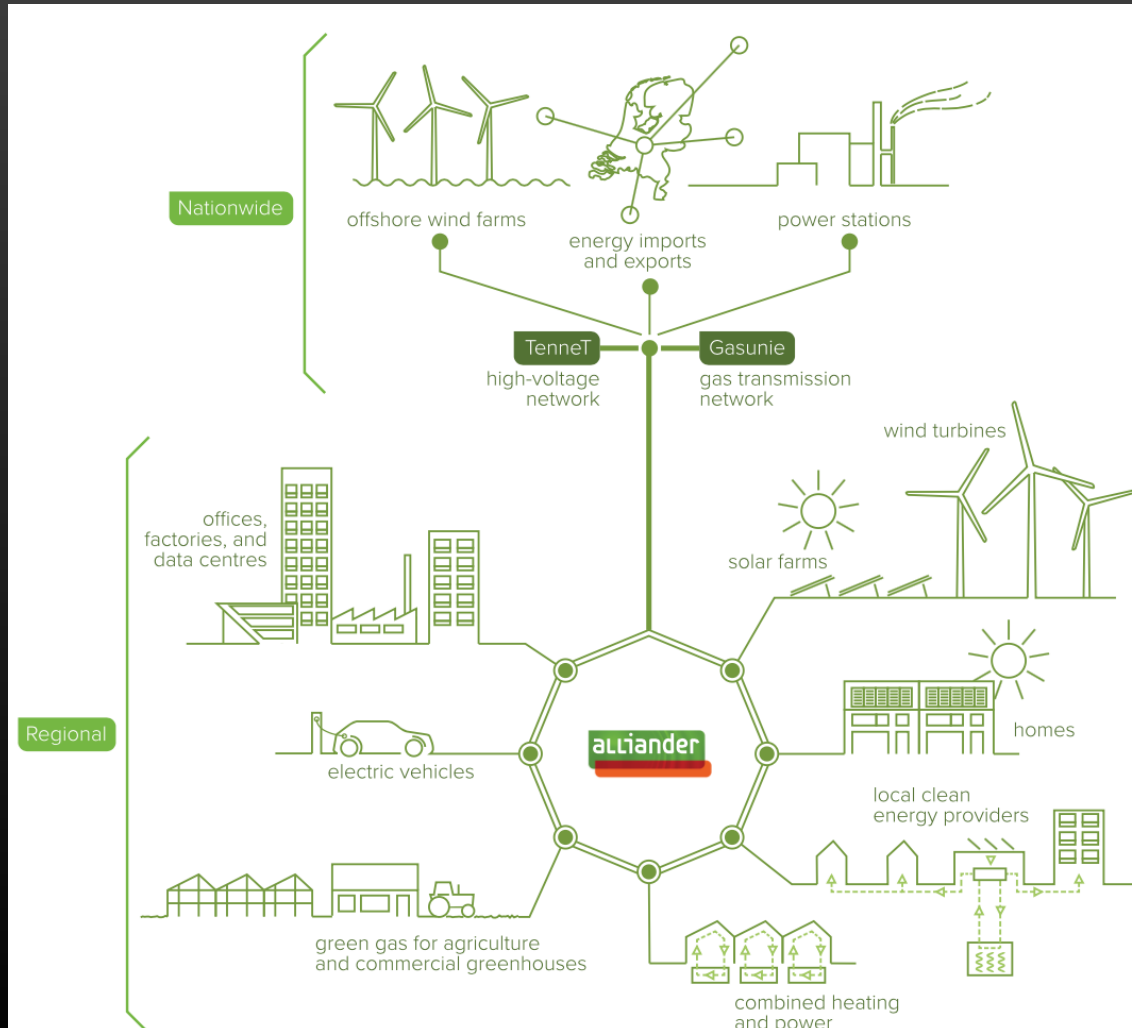 Nationwide
offshore wind farms
energy imports
and exports
power stations
TenneT
high-voltage
network
Gasunie
gas transmission
network
wind turbines
offices,
factories, and
data centres
solar farms
Regional
alliander
homes
electric vehicles
local clean
energy providers
green gas for agriculture
and commercial greenhouses
combined heating
and power